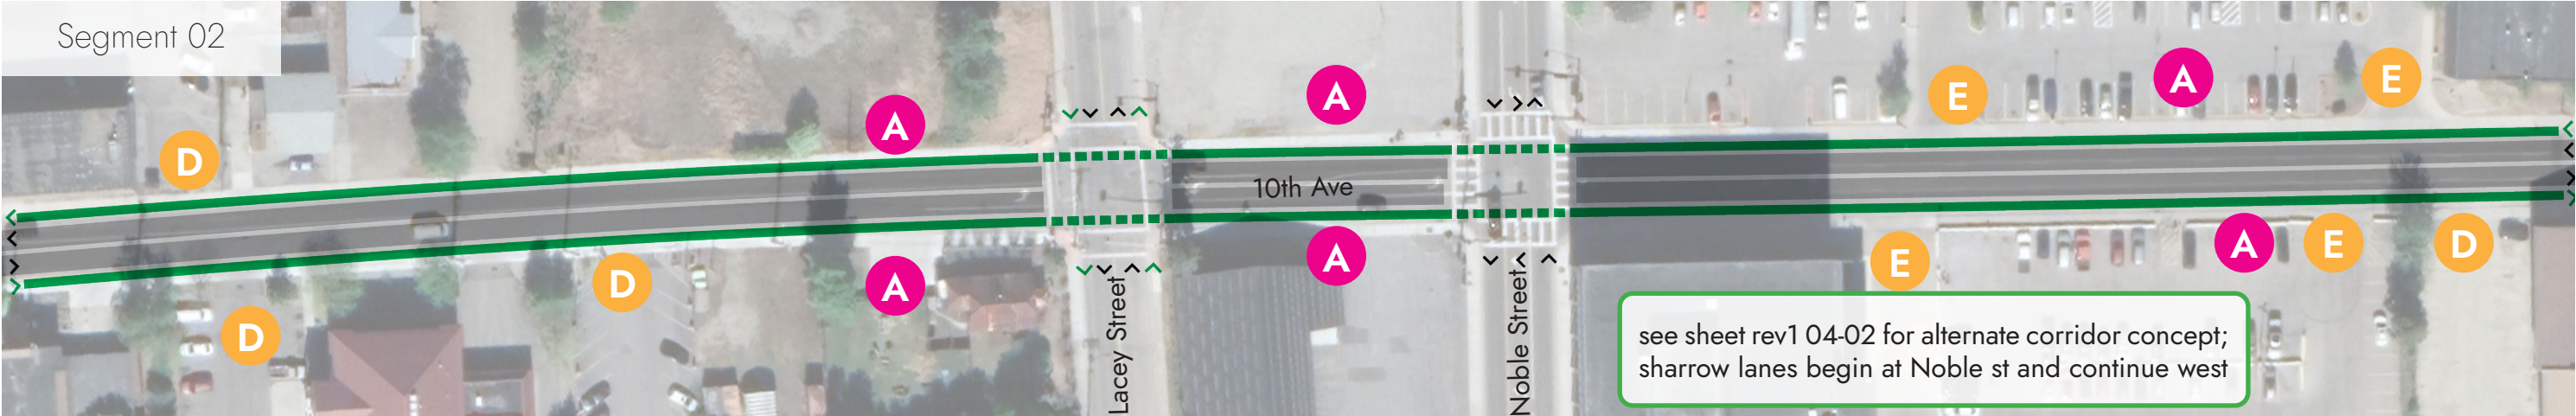 Segment 02
A
E
A
E
D
A
10th Ave
D
D
A
A
E
A
E
D
Lacey Street
Noble Street
see sheet rev1 04-02 for alternate corridor concept;
sharrow lanes begin at Noble st and continue west